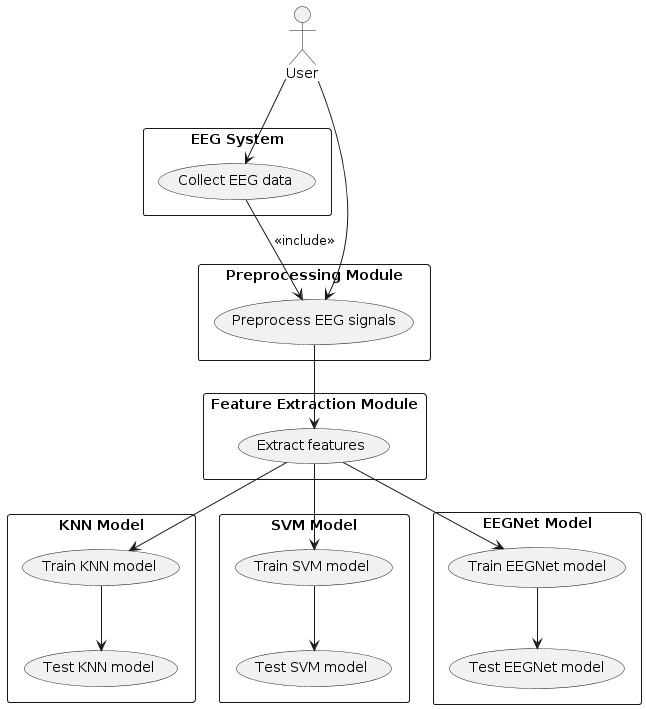 User
EEG System
Collect EEG data
«include»
Preprocessing Module
Preprocess EEG signals
Feature Extraction Module
Extract features
KNN Model
SVM Model
EEGNet Model
Train KNN model
Train SVM model
Train EEGNet model
Test KNN model
Test SVM model
Test EEGNet model